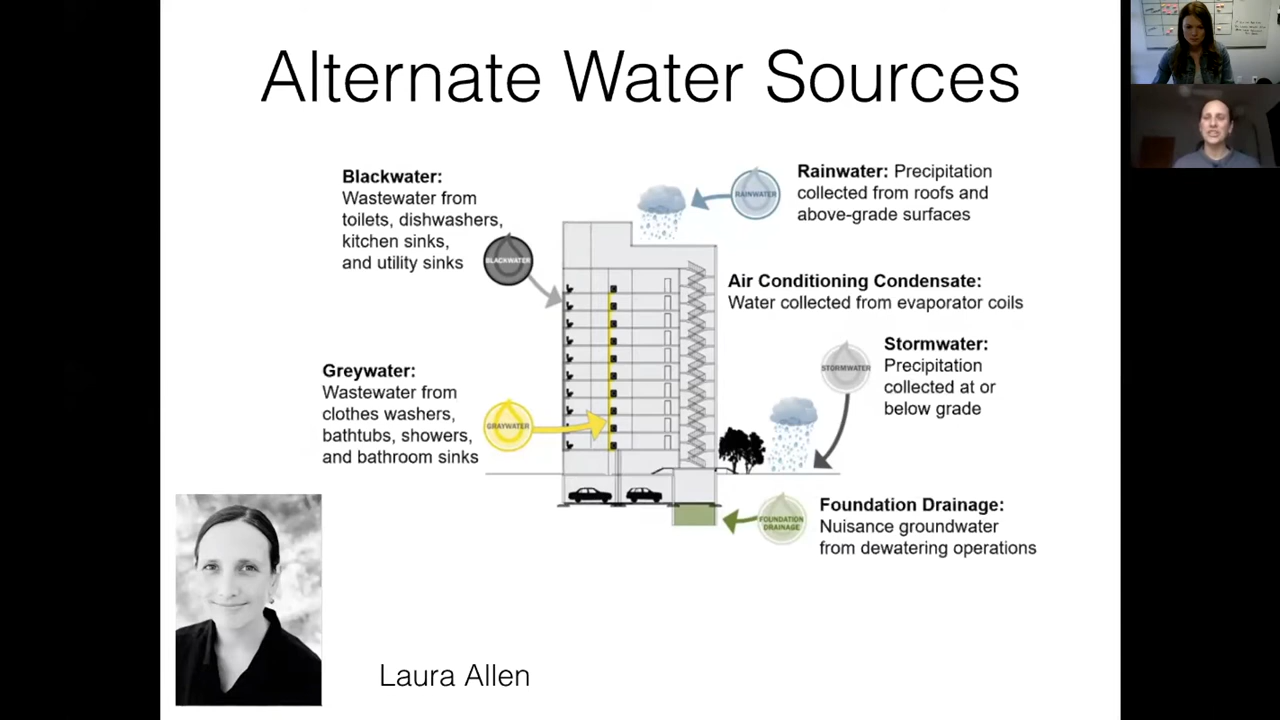 Alternate Water Sources
Blackwater:
Wastewater from
toilets, dishwashers,
kitchen sinks,
and utility sinks
BLACKWATER
Rainwater: Precipitation
collected from roofs and
above-grade surfaces
RAINWATER
Air Conditioning Condensate:
Water collected from evaporator coils
Stormwater:
Precipitation
collected at or
below grade
STORMWATER
Greywater:
Wastewater from
clothes washers,
bathtubs, showers,
and bathroom sinks
GRAYWATER
Foundation Drainage:
Nuisance groundwater
from dewatering operations
FOUNDATION
DRAINAGE
Laura Allen